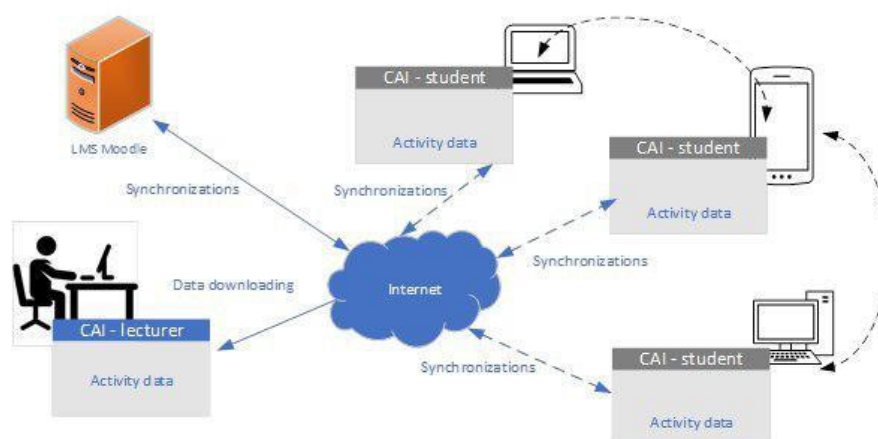 CAI - student
Activity data
LMS Moodle
CAI - student
Synchronizations
Synchronizations
Activity data
Synchronizations
Data downloading
Internet
CAI - lecturer
CAI - student
Synchronizations
Activity data
Activity data